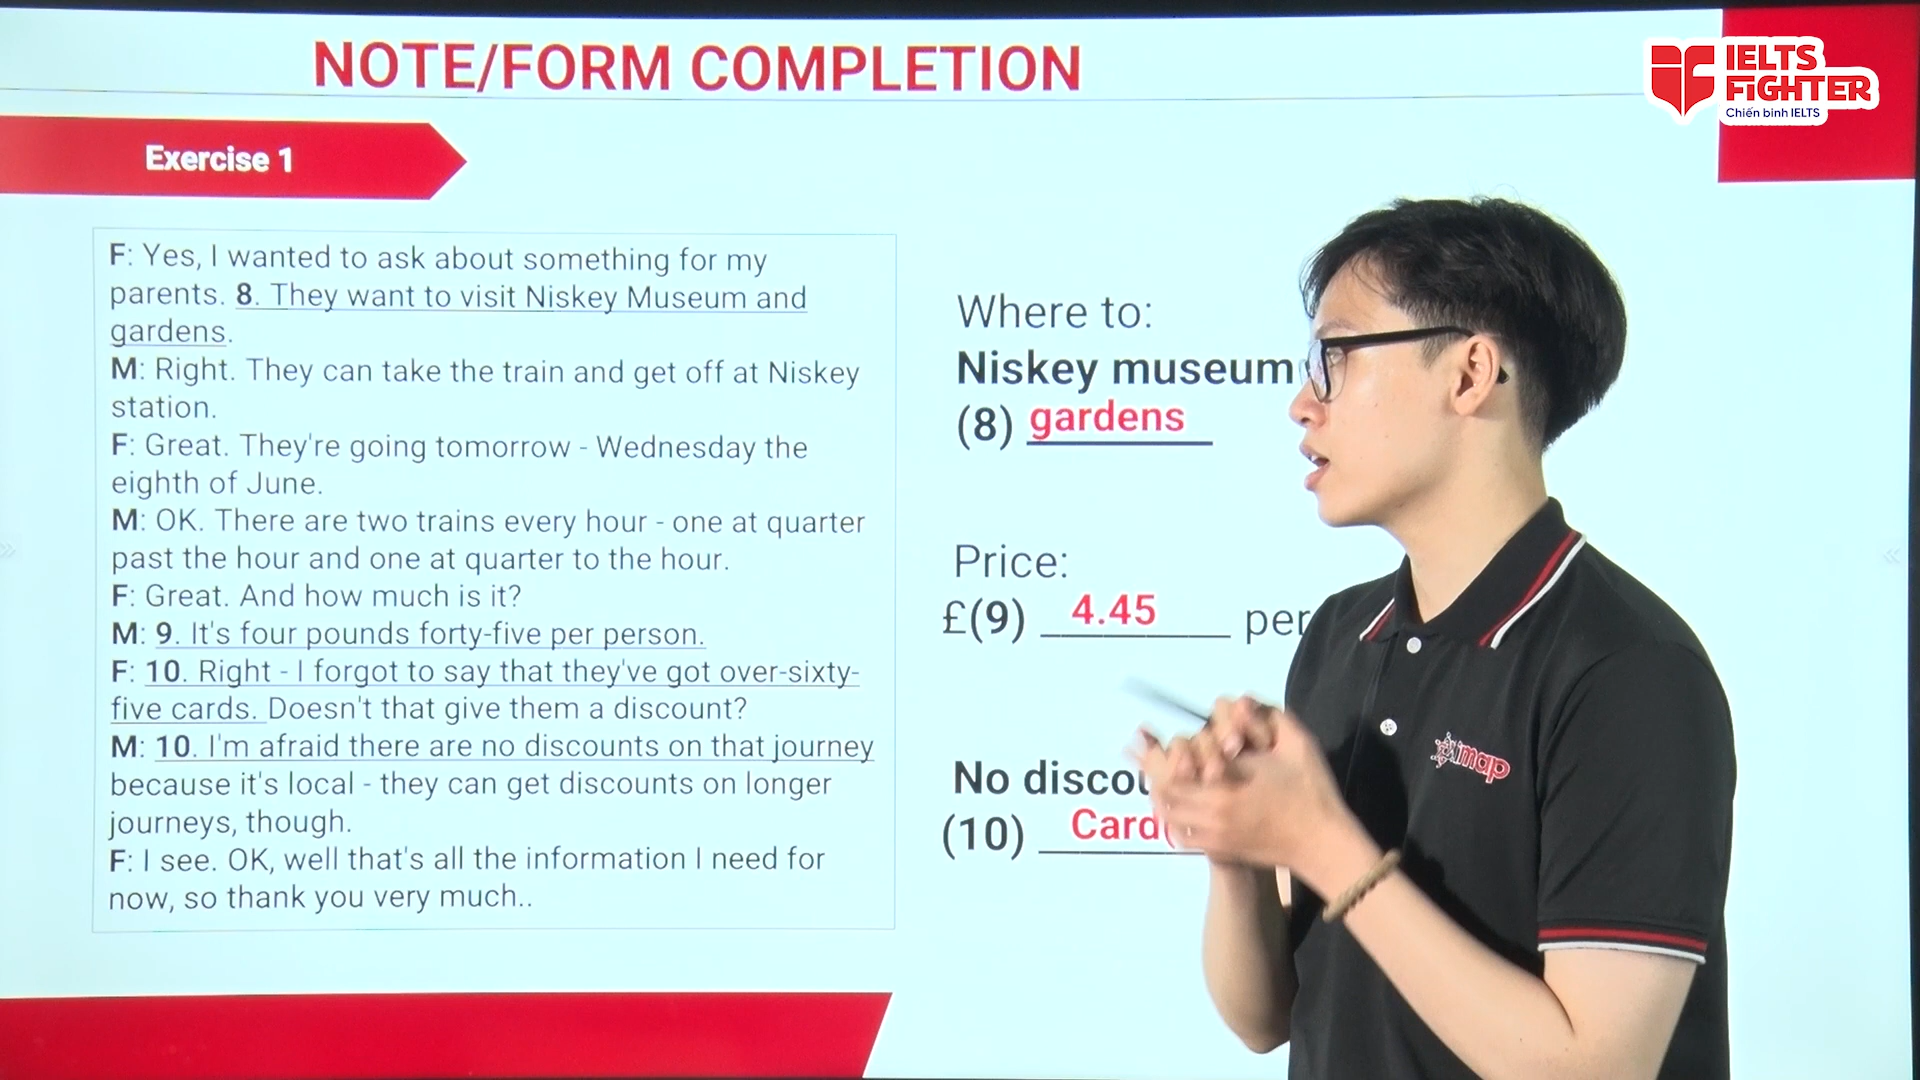 NOTE/FORM COMPLETION
IELTS
FIGHTER
Chiến binh IELTS
Exercise 1
F: Yes, I wanted to ask about something for my
parents. 8. They want to visit Niskey Museum and
gardens.
M: Right. They can take the train and get off at Niskey
station.
F: Great. They're going tomorrow - Wednesday the
eighth of June.
M: OK. There are two trains every hour - one at quarter
past the hour and one at quarter to the hour.
F: Great. And how much is it?
M: 9. It's four pounds forty-five per person.
F: 10. Right - I forgot to say that they've got over-sixty-
five cards. Doesn't that give them a discount?
M: 10. I'm afraid there are no discounts on that journey
because it's local - they can get discounts on longer
journeys, though.
F: I see. OK, well that's all the information I need for
now, so thank you very much..
Where to:
Niskey museum
(8) gardens
Price:
£(9) 4.45 per
No
(10) Card
imap